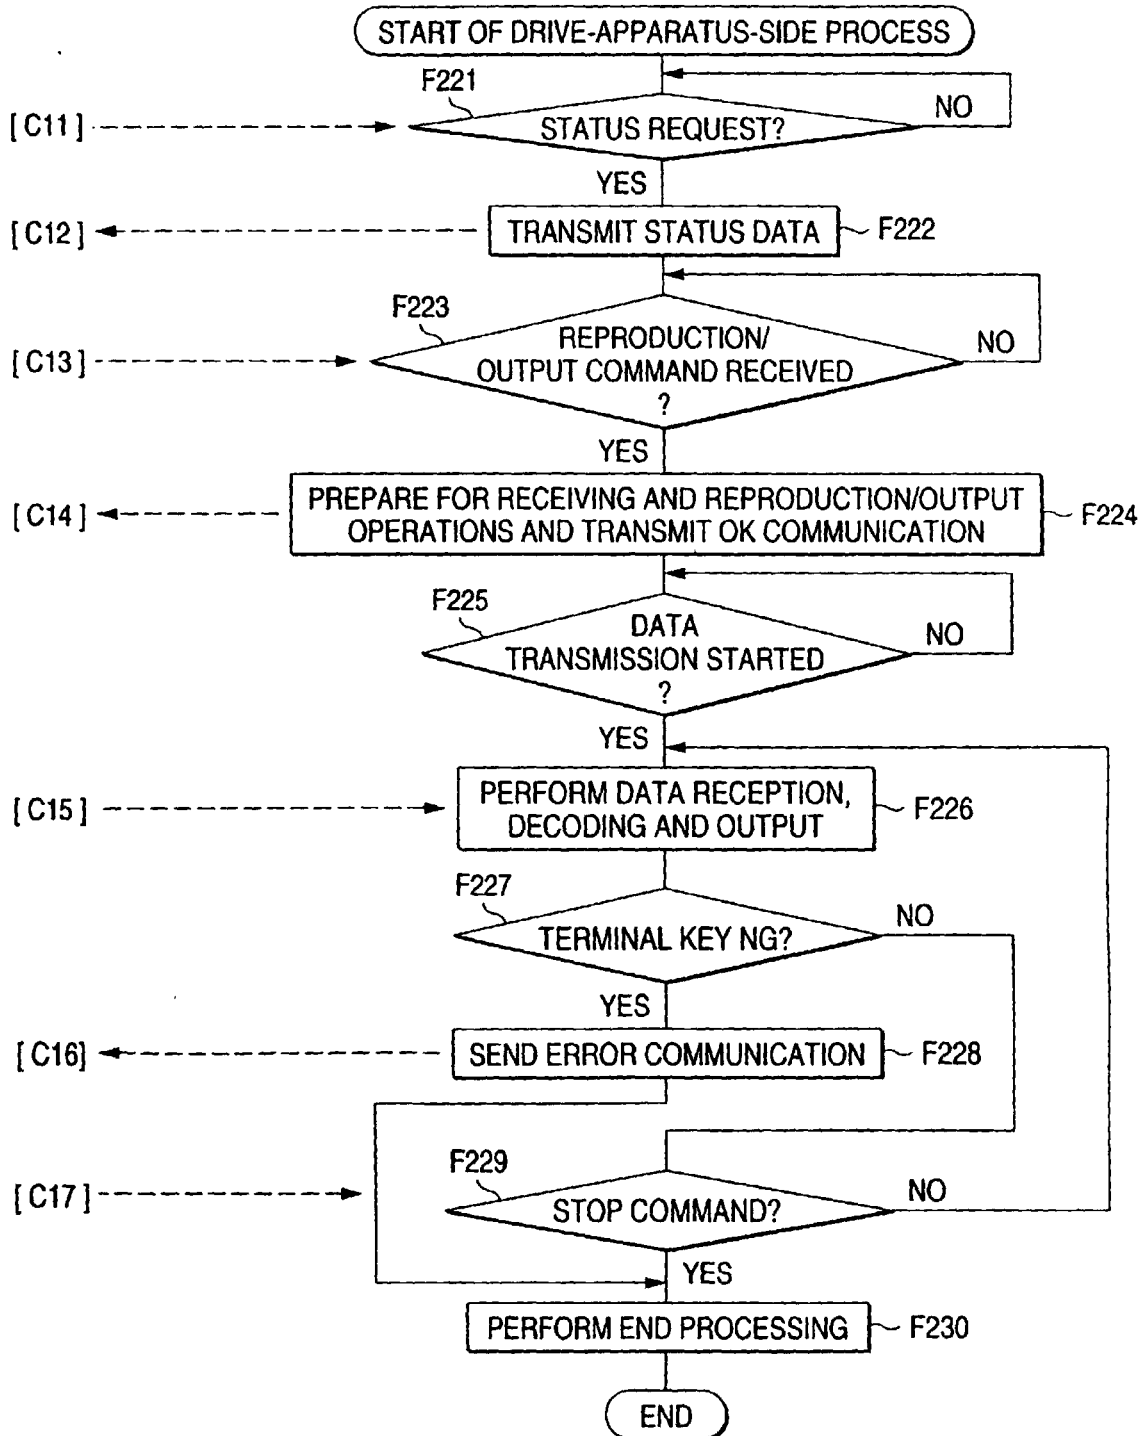 START OF DRIVE-APPARATUS-SIDE PROCESS
F221
[C11]
STATUS REQUEST?
NO
YES
[C12]
TRANSMIT STATUS DATA
F222
F223
[C13]
REPRODUCTION/
OUTPUT COMMAND RECEIVED
?
NO
YES
[C14]
PREPARE FOR RECEIVING AND REPRODUCTION/OUTPUT
OPERATIONS AND TRANSMIT OK COMMUNICATION
F224
F225
DATA
TRANSMISSION STARTED
?
NO
YES
[C15]
PERFORM DATA RECEPTION,
DECODING AND OUTPUT
F226
F227
TERMINAL KEY NG?
NO
YES
[C16]
SEND ERROR COMMUNICATION
F228
F229
[C17]
STOP COMMAND?
NO
YES
PERFORM END PROCESSING
F230
END